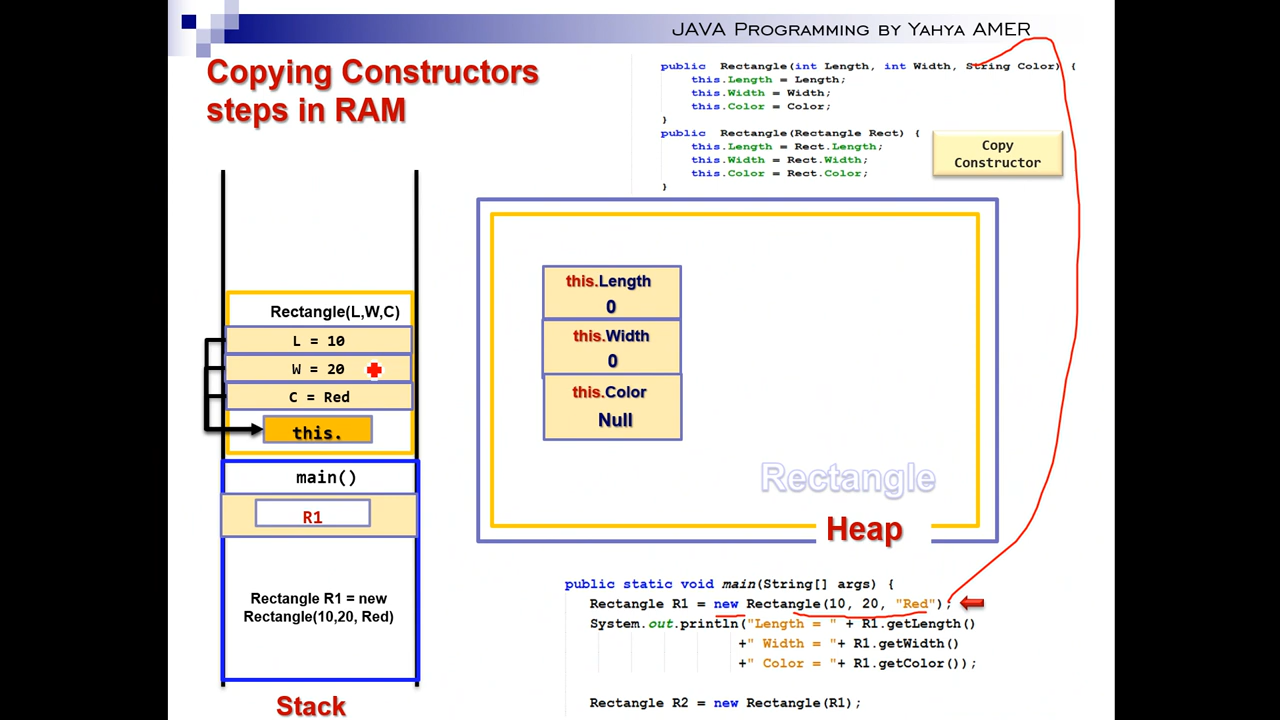 JAVA Programming by Yahya AMER
Copying Constructors
steps in RAM
public Rectangle(int Length, int Width, String Color) {
this.Length = Length;
this.Width = Width;
this.Color = Color;
}
public Rectangle(Rectangle Rect) {
this.Length = Rect.Length;
this.Width = Rect.Width;
this.Color = Rect.Color;
}
Copy
Constructor
Rectangle(L,W,C)
L = 10
W = 20
C = Red
this.
main()
R1
Rectangle R1 = new
Rectangle(10,20, Red)
Stack
this.Length
0
this.Width
0
this.Color
Null
Rectangle
Heap
public static void main(String[] args) {
Rectangle R1 = new Rectangle(10, 20, "Red");
System.out.println("Length = " + R1.getLength()
+" Width = "+ R1.getWidth()
+" Color = "+ R1.getColor());
Rectangle R2 = new Rectangle(R1);